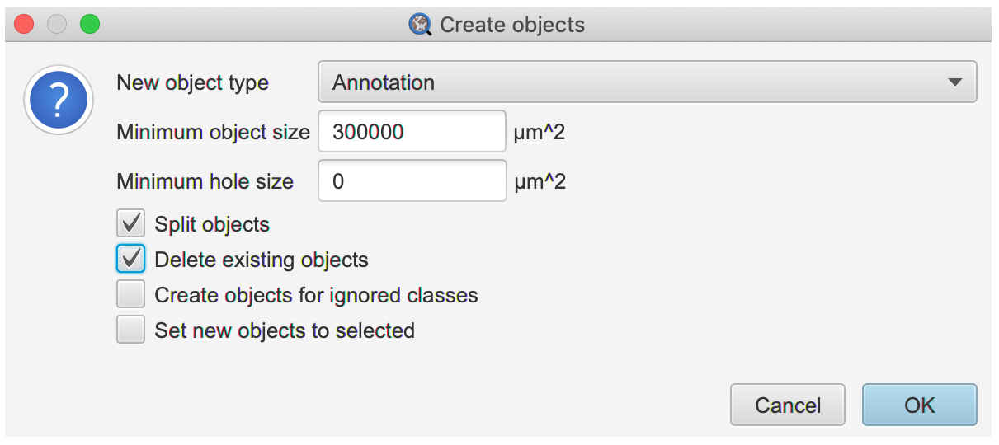 Create objects
?
New object type Annotation
Minimum object size 300000 µm^2
Minimum hole size 0 µm^2
Split objects
Delete existing objects
Create objects for ignored classes
Set new objects to selected
Cancel OK